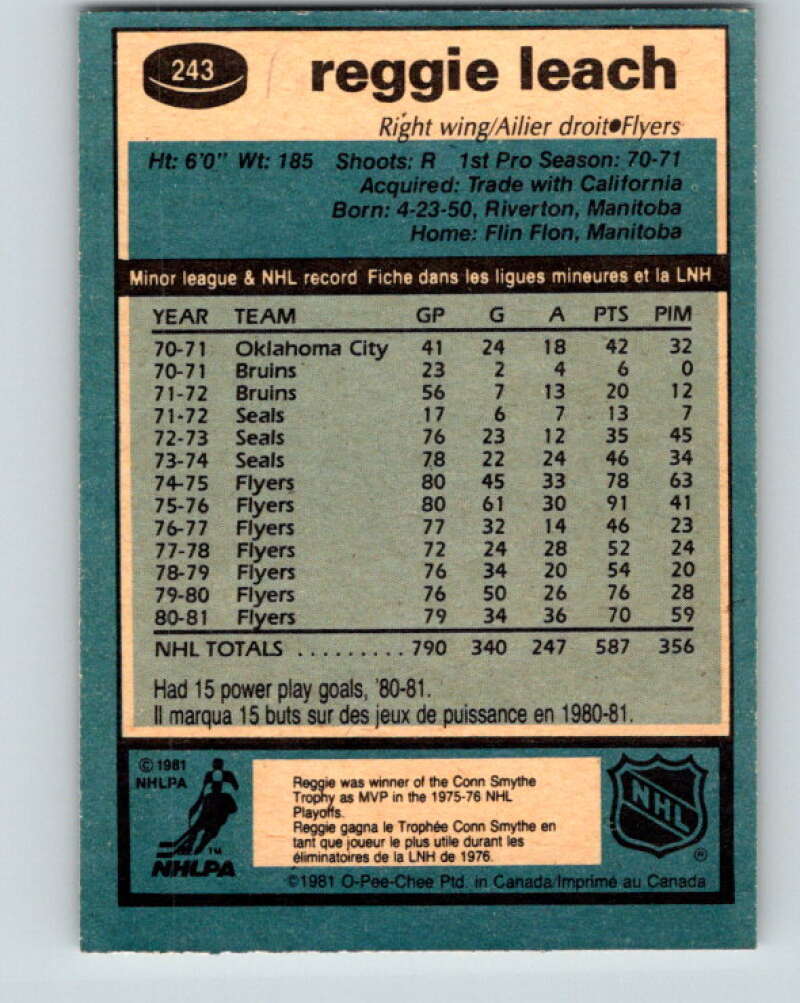 243
reggie leach
Right wing/Ailier droit●Flyers
Ht: 6'0" Wt: 185 Shoots: R 1st Pro Season: 70-71
Acquired: Trade with California
Born: 4-23-50, Riverton, Manitoba
Home: Flin Flon, Manitoba
Minor league & NHL record Fiche dans les ligues mineures et la LNH
YEAR TEAM GP G A PTS PIM
70-71 Oklahoma City 41 24 18 42 32
70-71 Bruins 23 2 4 6 0
71-72 Bruins 56 7 13 20 12
71-72 Seals 17 6 7 13 7
72-73 Seals 76 23 12 35 45
73-74 Seals 78 22 24 46 34
74-75 Flyers 80 45 33 78 63
75-76 Flyers 80 61 30 91 41
76-77 Flyers 77 32 14 46 23
77-78 Flyers 72 24 28 52 24
78-79 Flyers 76 34 20 54 20
79-80 Flyers 76 50 26 76 28
80-81 Flyers 79 34 36 70 59
NHL TOTALS ......... 790 340 247 587 356
Had 15 power play goals, '80-81.
Il marqua 15 buts sur des jeux de puissance en 1980-81.
© 1981
NHLPA
Reggie was winner of the Conn Smythe
Trophy as MVP in the 1975-76 NHL
Playoffs.
Reggie gagna le Trophée Conn Smythe en
tant que joueur le plus utile durant les
éliminatoires de la LNH de 1976.
TM
NHLPA
NHL
®
©1981 O-Pee-Chee Ptd. in Canada/Imprimé au Canada